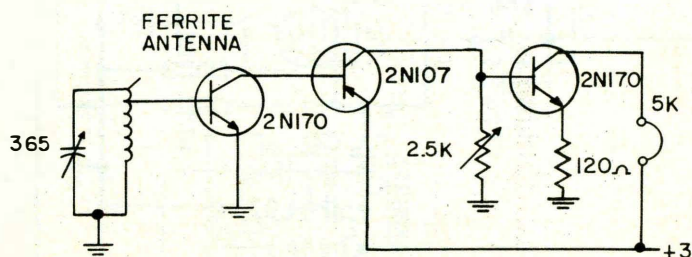 FERRITE
ANTENNA
2N107
2N170
2N170
5K
365
2.5K
120Ω
+3